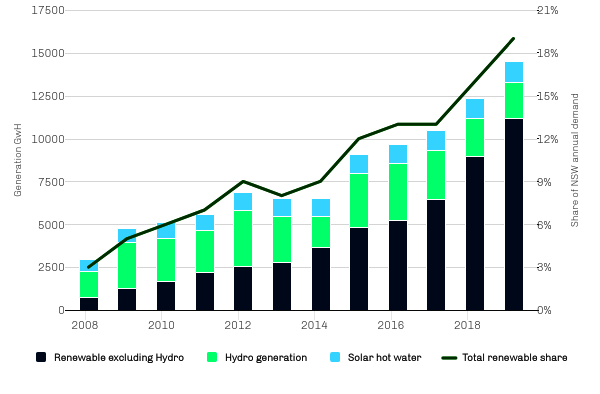 17500 21%
15000 18%
12500 15%
10000 12%
7500 9%
5000 6%
2500 3%
0 0%
Generation GwH
Share of NSW annual demand
2008 2010 2012 2014 2016 2018
Renewable excluding Hydro Hydro generation Solar hot water Total renewable share